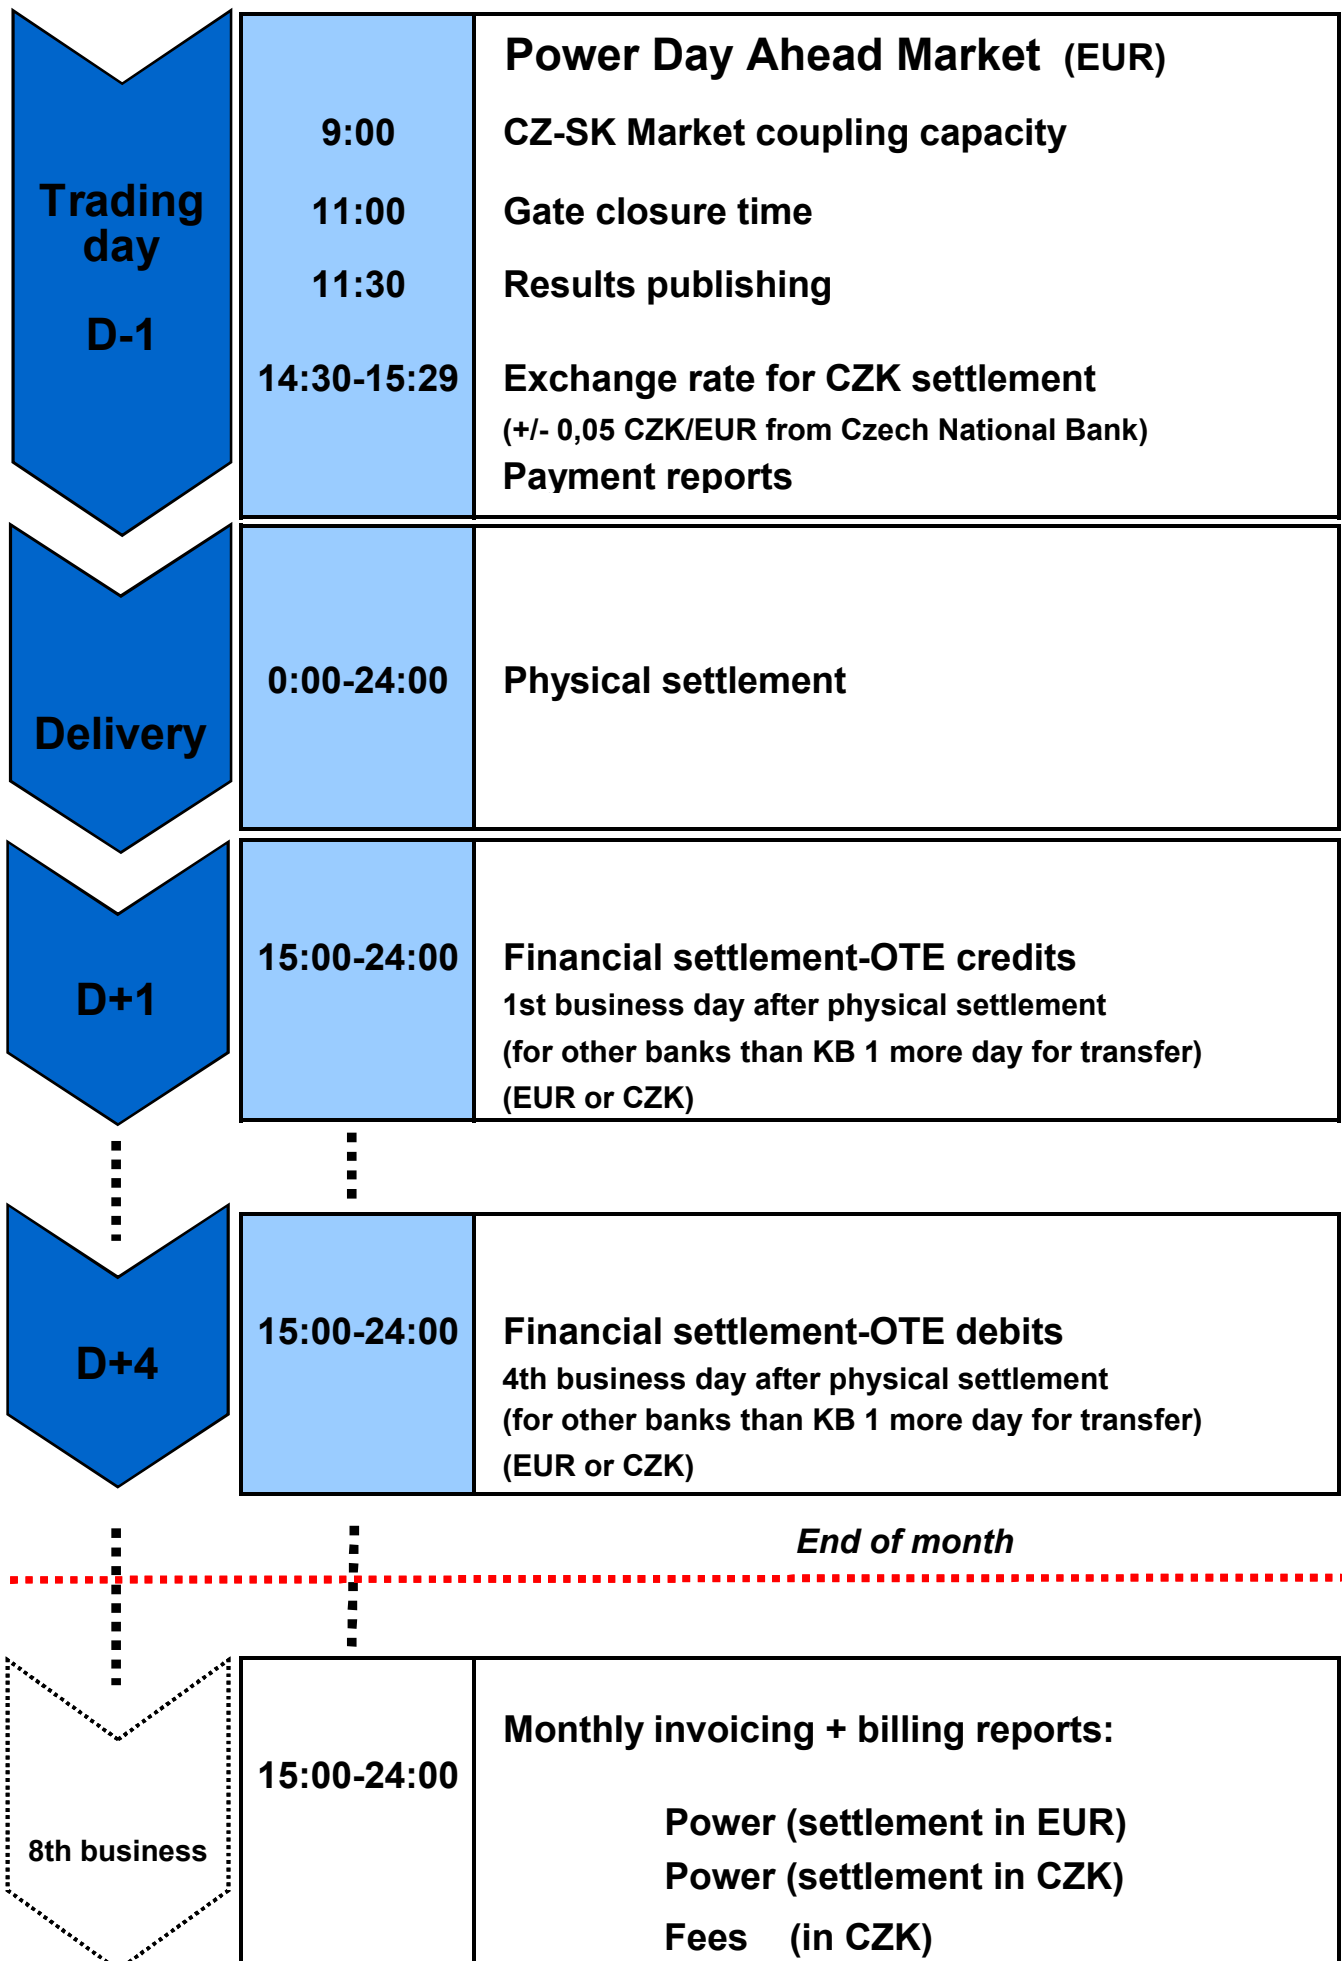 Power Day Ahead Market (EUR)
9:00 CZ-SK Market coupling capacity
Trading
day
D-1
11:00 Gate closure time
11:30 Results publishing
14:30-15:29 Exchange rate for CZK settlement
(+/- 0,05 CZK/EUR from Czech National Bank)
Payment reports
Delivery
0:00-24:00 Physical settlement
D+1
15:00-24:00 Financial settlement-OTE credits
1st business day after physical settlement
(for other banks than KB 1 more day for transfer)
(EUR or CZK)
D+4
15:00-24:00 Financial settlement-OTE debits
4th business day after physical settlement
(for other banks than KB 1 more day for transfer)
(EUR or CZK)
End of month
8th business
15:00-24:00
Monthly invoicing + billing reports:
Power (settlement in EUR)
Power (settlement in CZK)
Fees (in CZK)